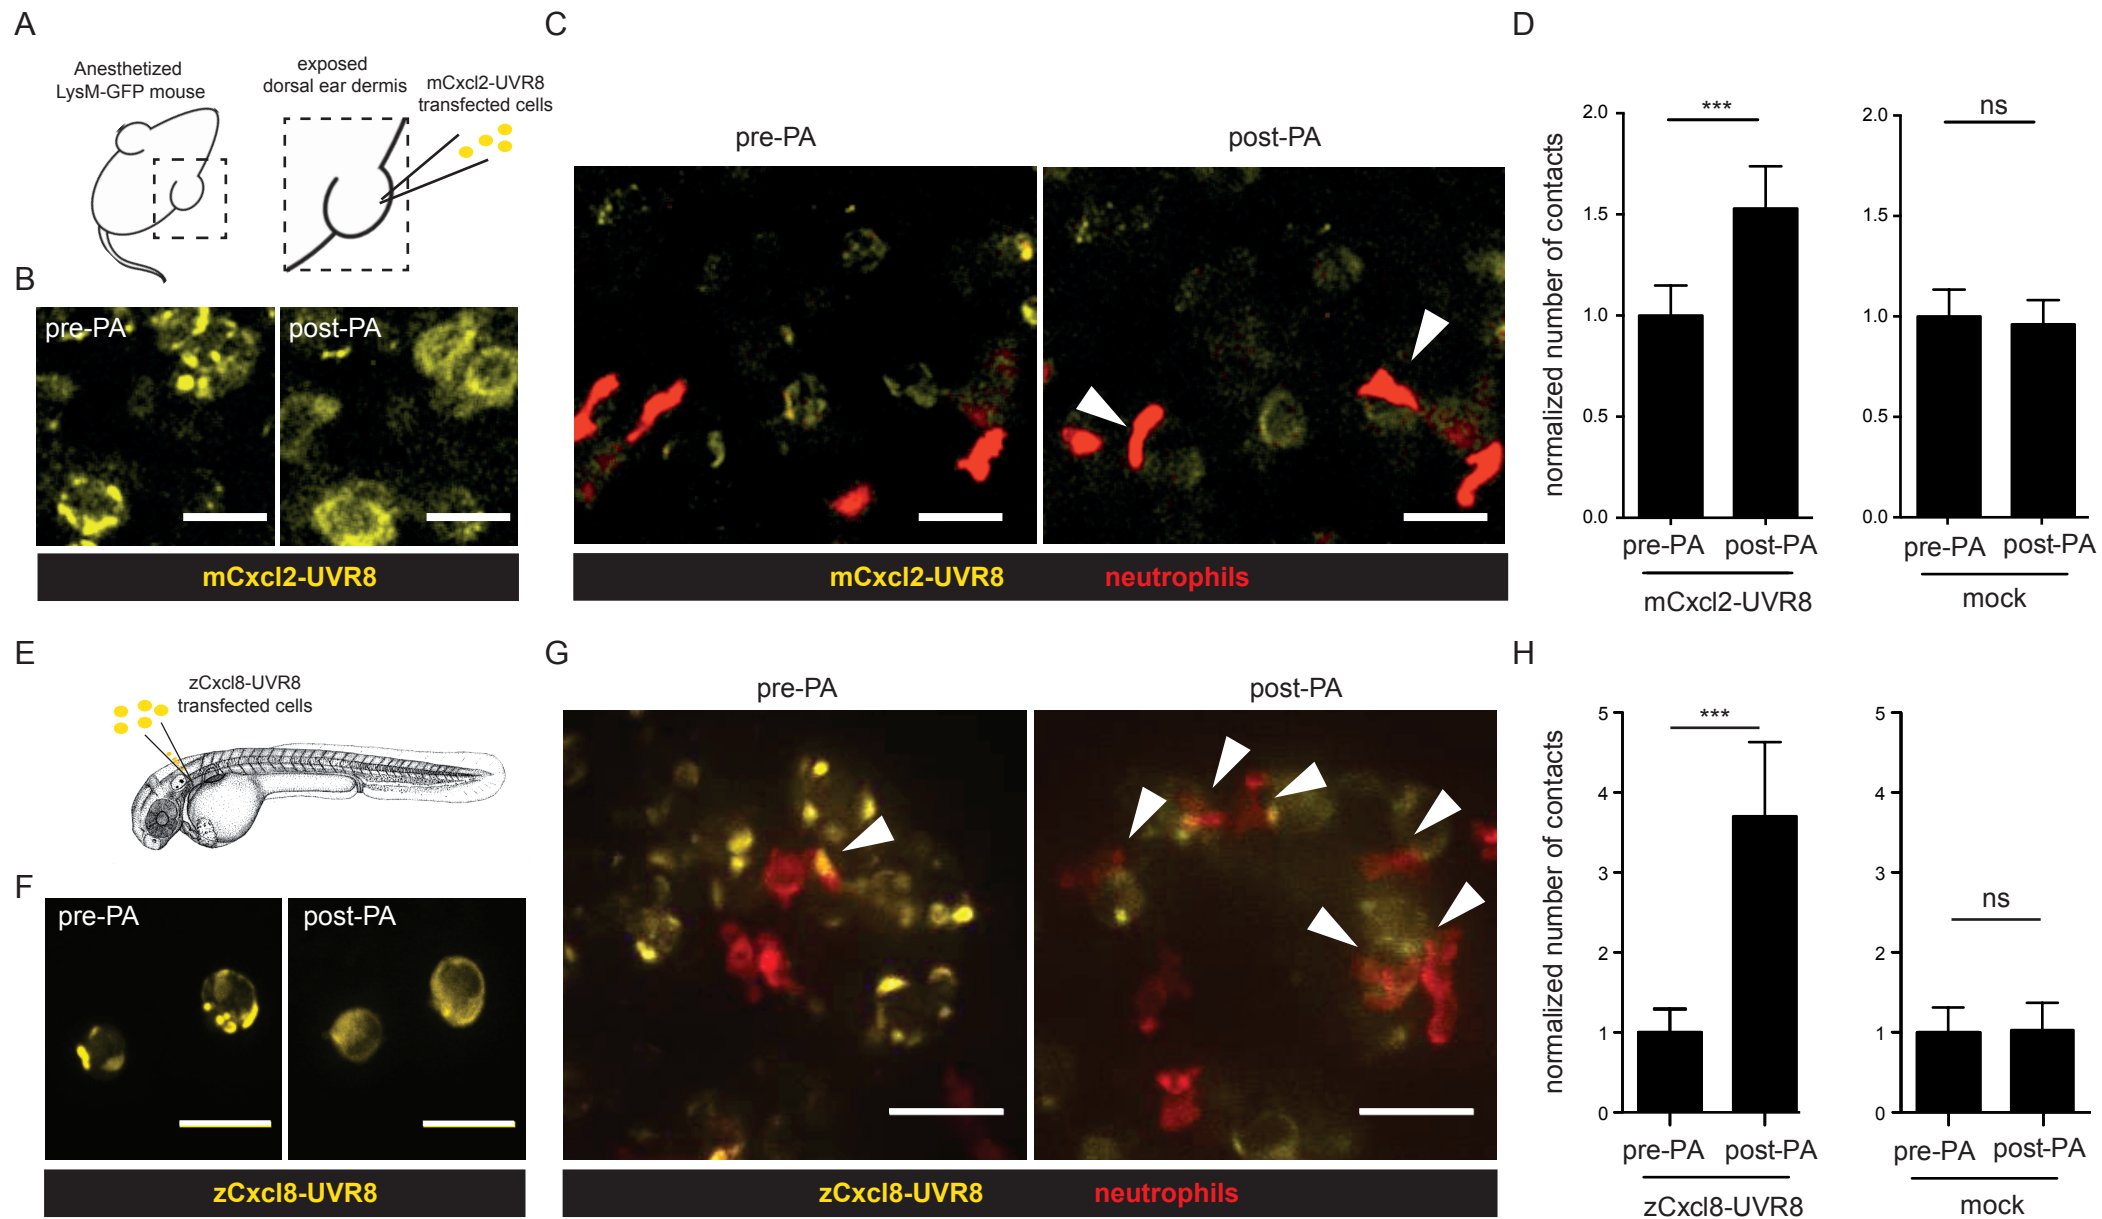 A
Anesthetized
LysM-GFP mouse
exposed
dorsal ear dermis
mCxcl2-UVR8
transfected cells
B
pre-PA
post-PA
mCxcl2-UVR8
C
pre-PA
post-PA
mCxcl2-UVR8 neutrophils
D
normalized number of contacts
2.0
1.5
1.0
0.5
0.0
***
pre-PA post-PA
mCxcl2-UVR8
2.0
1.5
1.0
0.5
0.0
ns
pre-PA post-PA
mock
E
zCxcl8-UVR8
transfected cells
F
pre-PA
post-PA
zCxcl8-UVR8
G
pre-PA
post-PA
zCxcl8-UVR8 neutrophils
H
normalized number of contacts
5
4
3
2
1
0
***
pre-PA post-PA
zCxcl8-UVR8
5
4
3
2
1
0
ns
pre-PA post-PA
mock